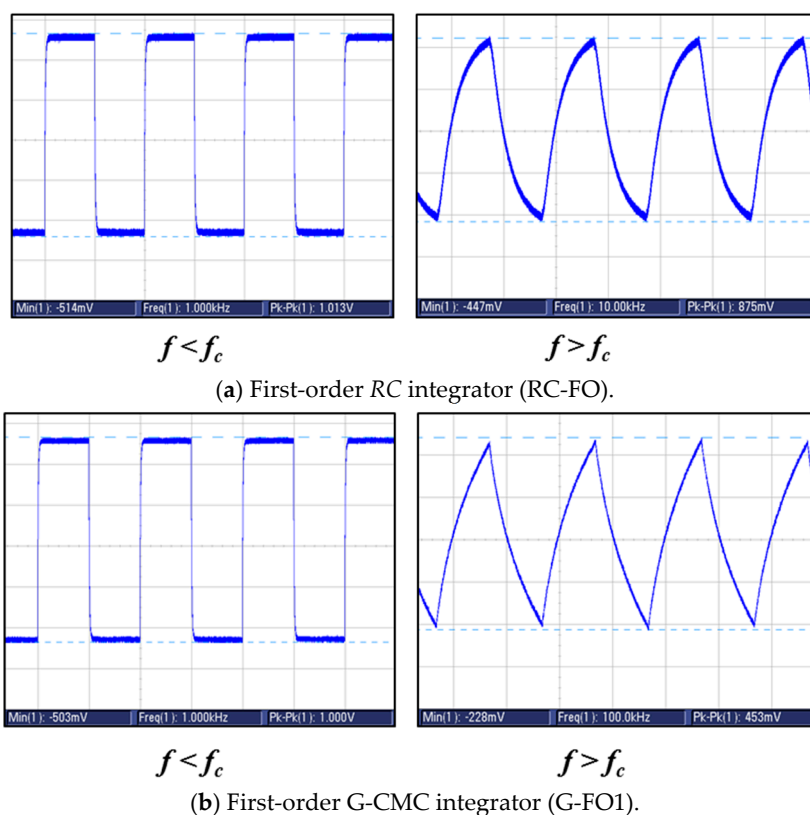 Min(1): -514mV Freq(1): 1.000kHz Pk-Pk(1): 1.013V
Min(1): -447mV Freq(1): 10.00kHz Pk-Pk(1): 875mV
f < fc f > fc
(a) First-order RC integrator (RC-FO).
Min(1): -503mV Freq(1): 1.000kHz Pk-Pk(1): 1.000V
Min(1): -228mV Freq(1): 100.0kHz Pk-Pk(1): 453mV
f < fc f > fc
(b) First-order G-CMC integrator (G-FO1).